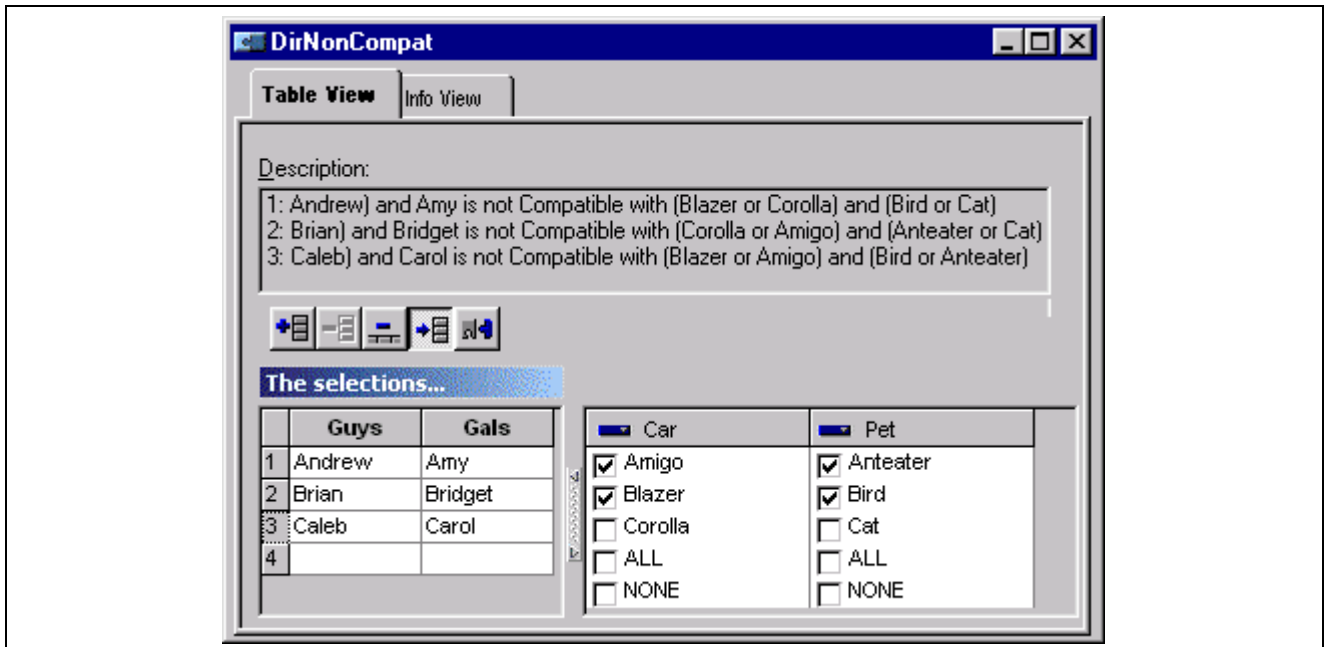 DirNonCompat
Table View Info View
Description:
1: Andrew) and Amy is not Compatible with (Blazer or Corolla) and (Bird or Cat)
2: Brian) and Bridget is not Compatible with (Corolla or Amigo) and (Anteater or Cat)
3: Caleb) and Carol is not Compatible with (Blazer or Amigo) and (Bird or Anteater)
The selections...
Guys Gals Car Pet
1 Andrew Amy Amigo Anteater
2 Brian Bridget Blazer Bird
3 Caleb Carol Corolla Cat
4 ALL ALL
NONE NONE